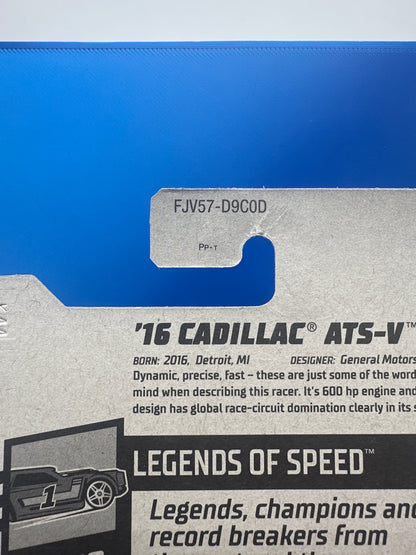 FJV57-D9C0D
PP-T
'16 CADILLAC® ATS-V™
BORN: 2016, Detroit, MI DESIGNER: General Motors
Dynamic, precise, fast – these are just some of the word
mind when describing this racer. It's 600 hp engine and
design has global race-circuit domination clearly in its s
LEGENDS OF SPEED™
1
Legends, champions and
record breakers from